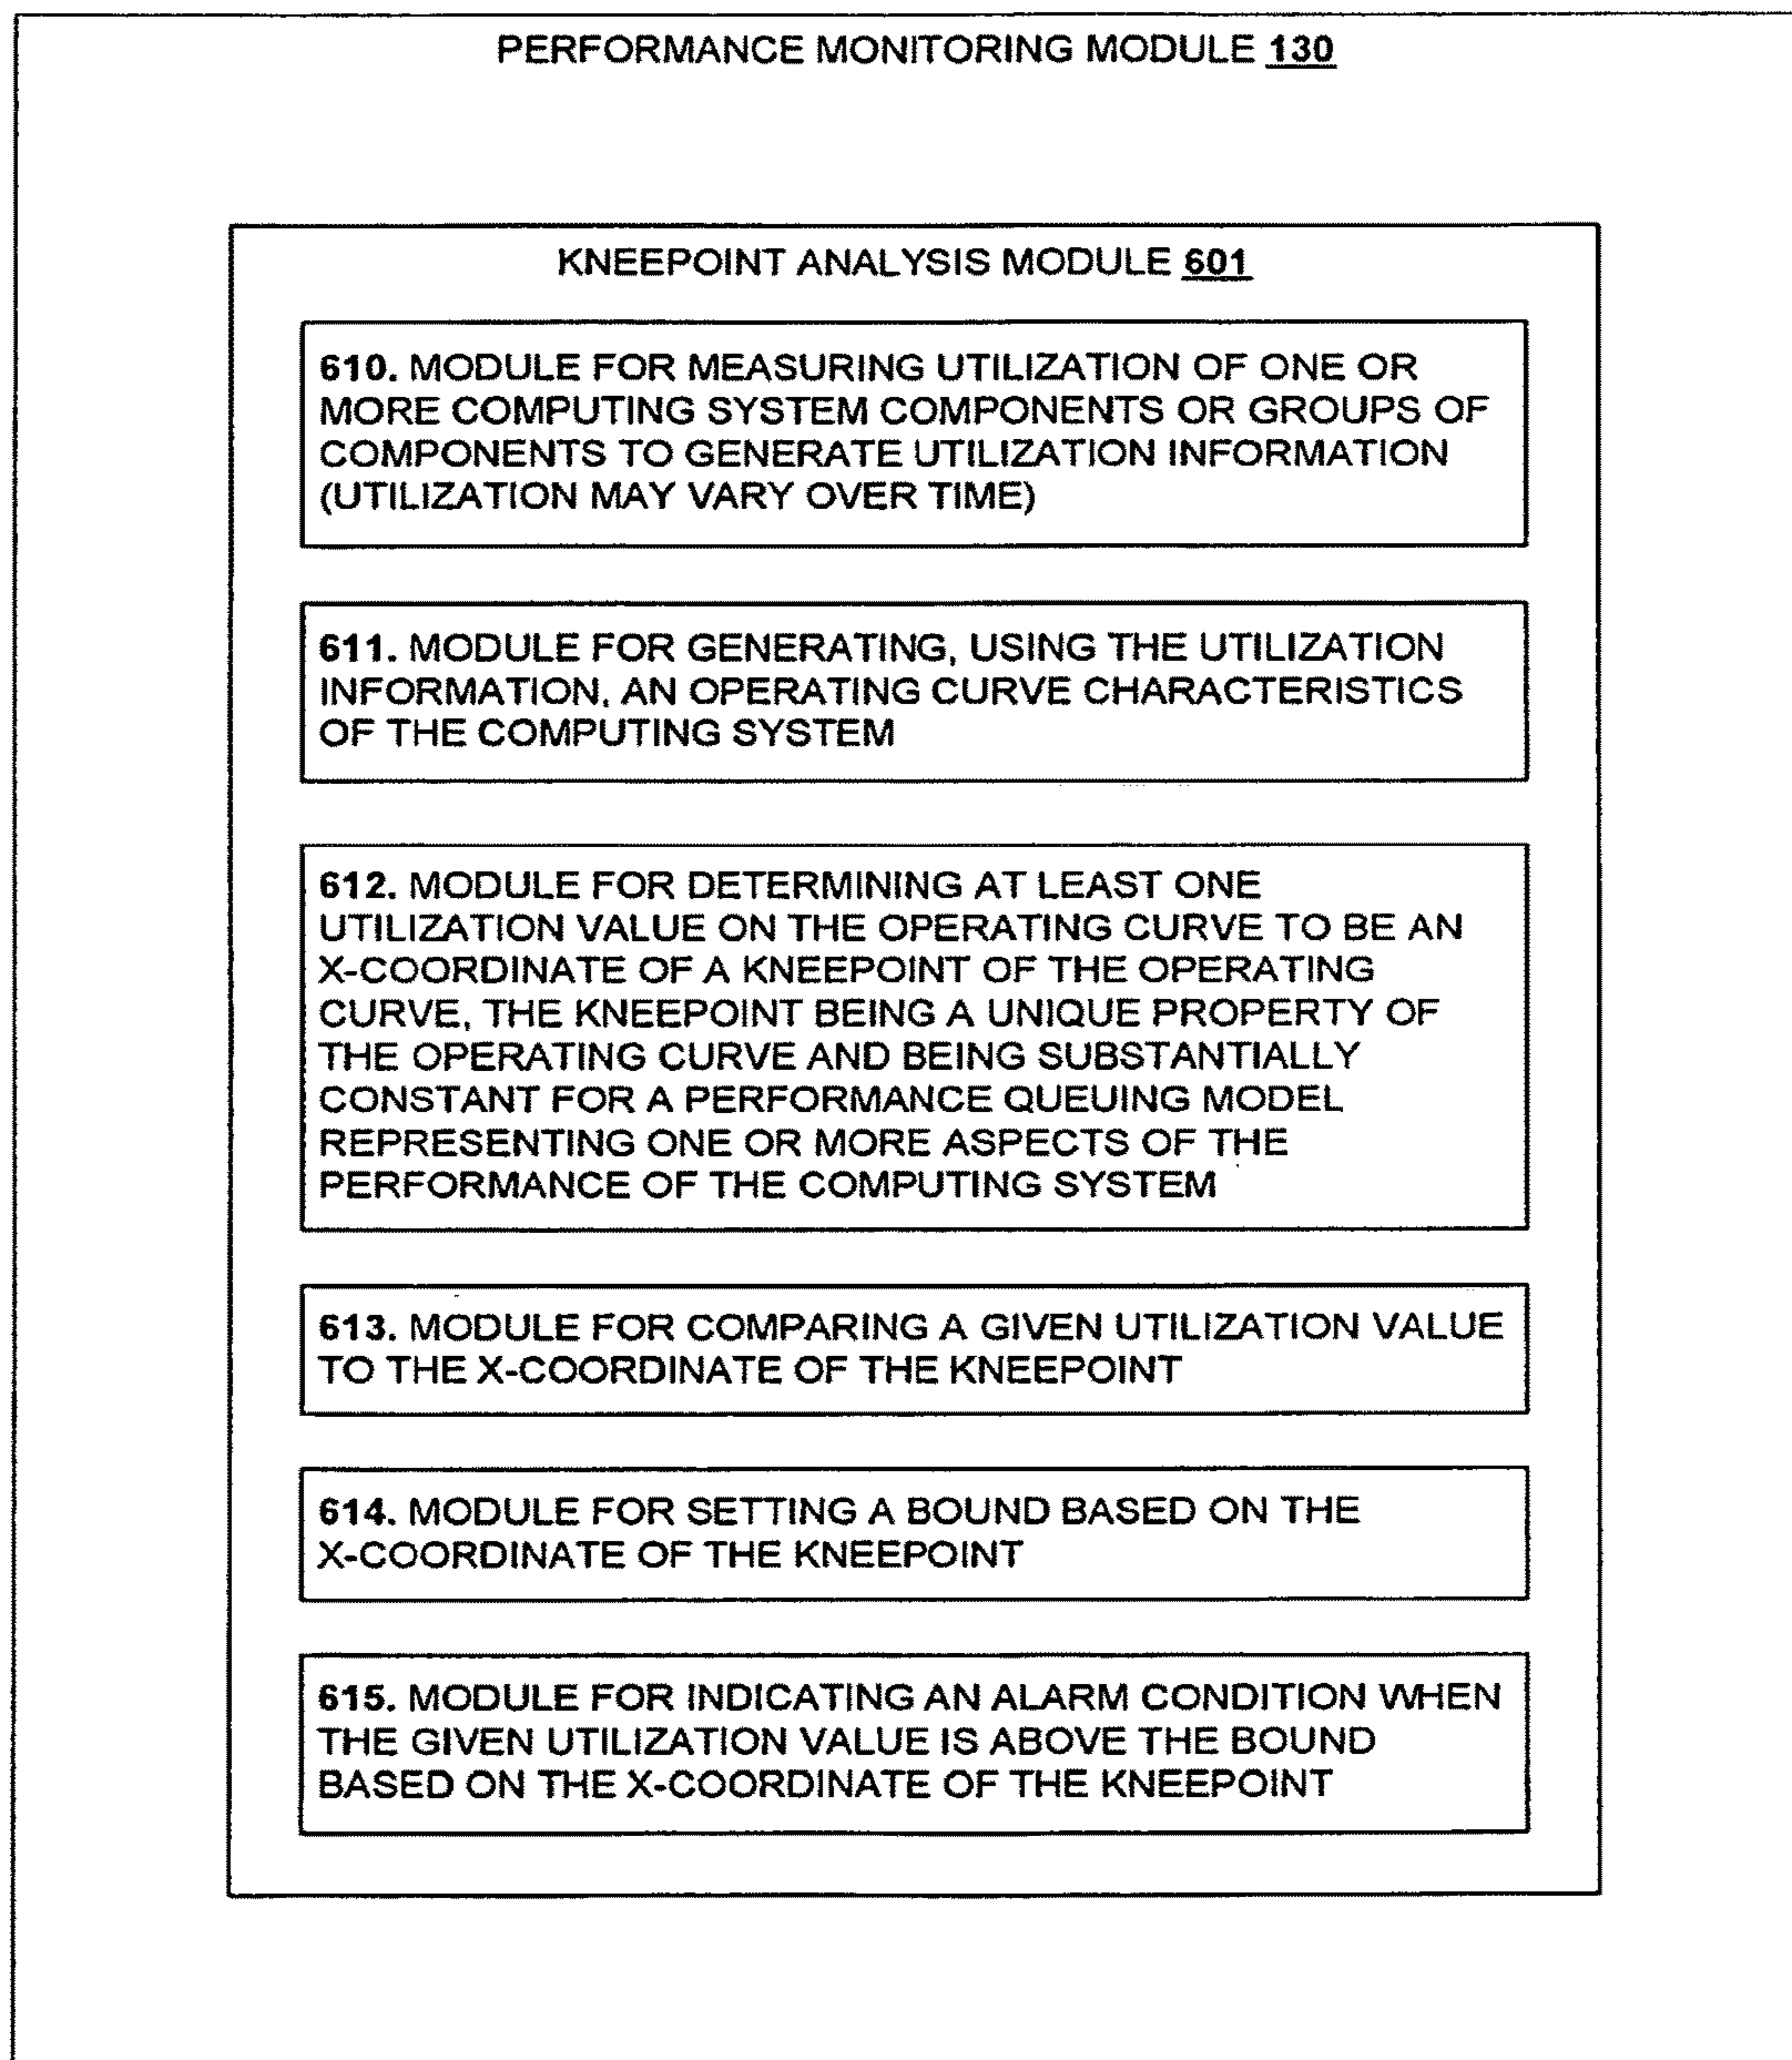 PERFORMANCE MONITORING MODULE 130
KNEEPOINT ANALYSIS MODULE 601
610. MODULE FOR MEASURING UTILIZATION OF ONE OR
MORE COMPUTING SYSTEM COMPONENTS OR GROUPS OF
COMPONENTS TO GENERATE UTILIZATION INFORMATION
(UTILIZATION MAY VARY OVER TIME)
611. MODULE FOR GENERATING, USING THE UTILIZATION
INFORMATION, AN OPERATING CURVE CHARACTERISTICS
OF THE COMPUTING SYSTEM
612. MODULE FOR DETERMINING AT LEAST ONE
UTILIZATION VALUE ON THE OPERATING CURVE TO BE AN
X-COORDINATE OF A KNEEPOINT OF THE OPERATING
CURVE, THE KNEEPOINT BEING A UNIQUE PROPERTY OF
THE OPERATING CURVE AND BEING SUBSTANTIALLY
CONSTANT FOR A PERFORMANCE QUEUING MODEL
REPRESENTING ONE OR MORE ASPECTS OF THE
PERFORMANCE OF THE COMPUTING SYSTEM
613. MODULE FOR COMPARING A GIVEN UTILIZATION VALUE
TO THE X-COORDINATE OF THE KNEEPOINT
614. MODULE FOR SETTING A BOUND BASED ON THE
X-COORDINATE OF THE KNEEPOINT
615. MODULE FOR INDICATING AN ALARM CONDITION WHEN
THE GIVEN UTILIZATION VALUE IS ABOVE THE BOUND
BASED ON THE X-COORDINATE OF THE KNEEPOINT